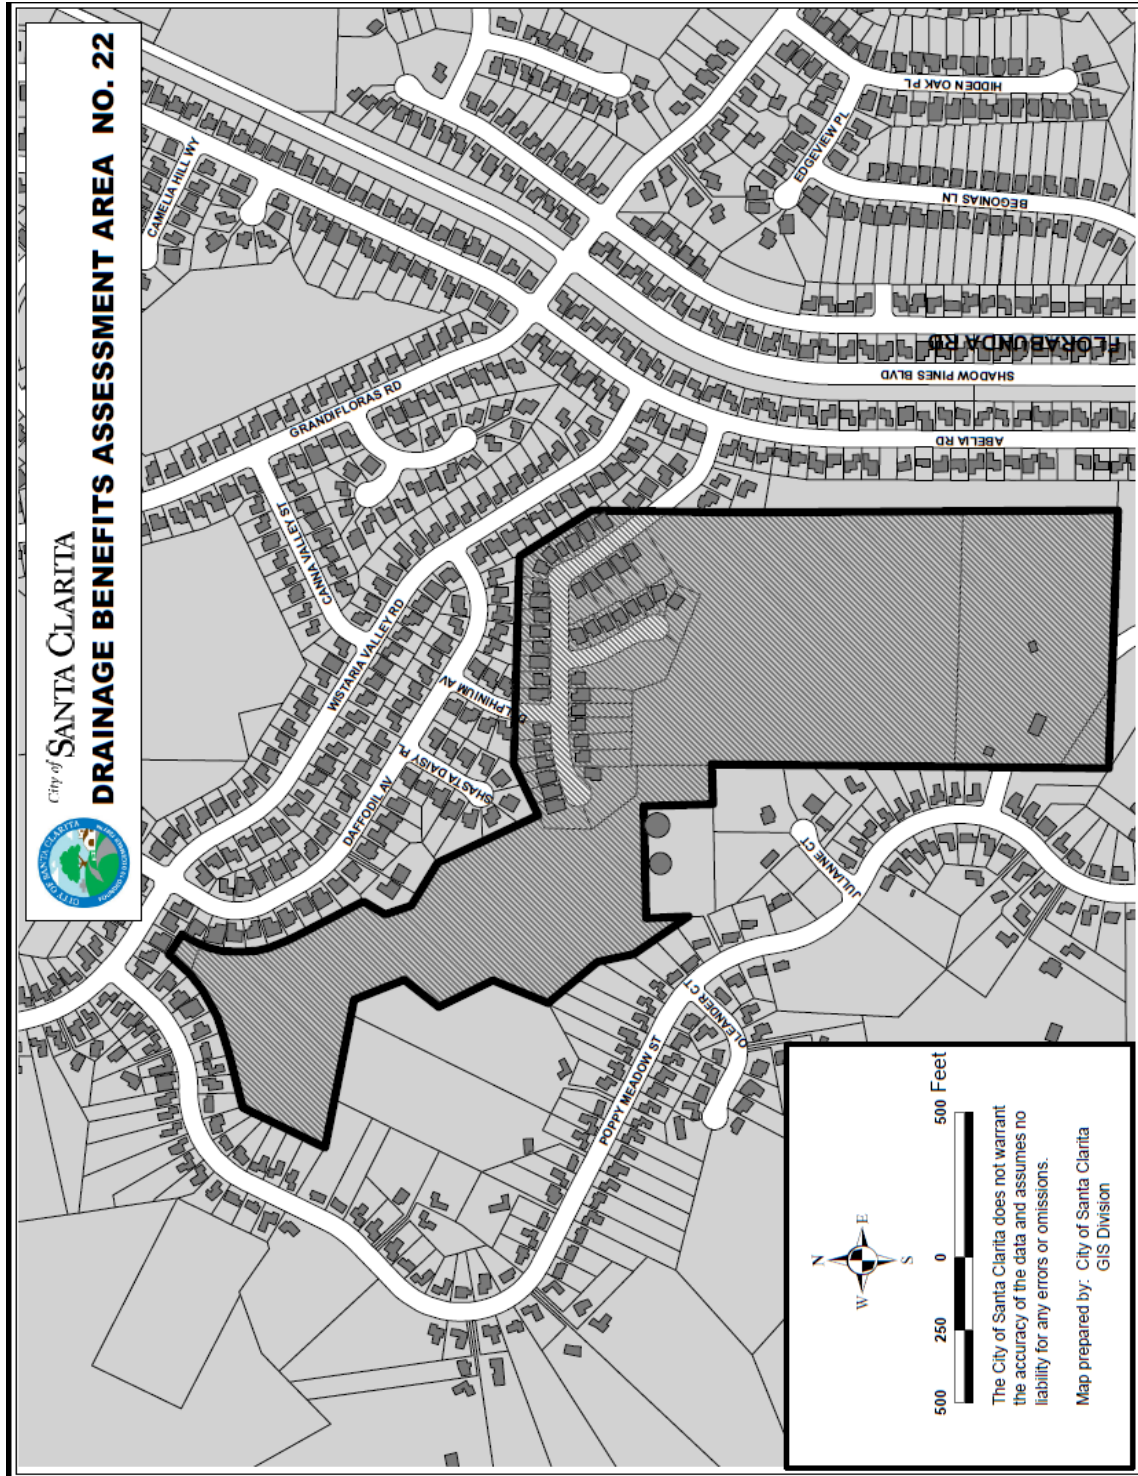 City of SANTA CLARITA
DRAINAGE BENEFITS ASSESSMENT AREA NO. 22
CAMELIA HILL WY
HIDDEN OAK PL
EDGEVIEW PL
BEGONIAS LN
FLORABUNDA RD
SHADOW PINES BLVD
ABELIA RD
GRANDIFLORAS RD
CANNA VALLEY ST
WISTARIA VALLEY RD
DELPHINIUM AV
SHASTA DAISY PL
DAFFODIL AV
JULIANNE CT
OLEANDER CT
POPPY MEADOW ST
N
W E
S
500 250 0 500 Feet
The City of Santa Clarita does not warrant
the accuracy of the data and assumes no
liability for any errors or omissions.
Map prepared by: City of Santa Clarita
GIS Division
CITY OF SANTA CLARITA